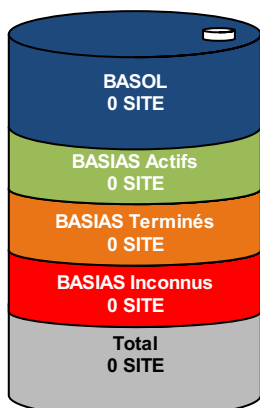 BASOL
0 SITE
BASIAS Actifs
0 SITE
BASIAS Terminés
0 SITE
BASIAS Inconnus
0 SITE
Total
0 SITE